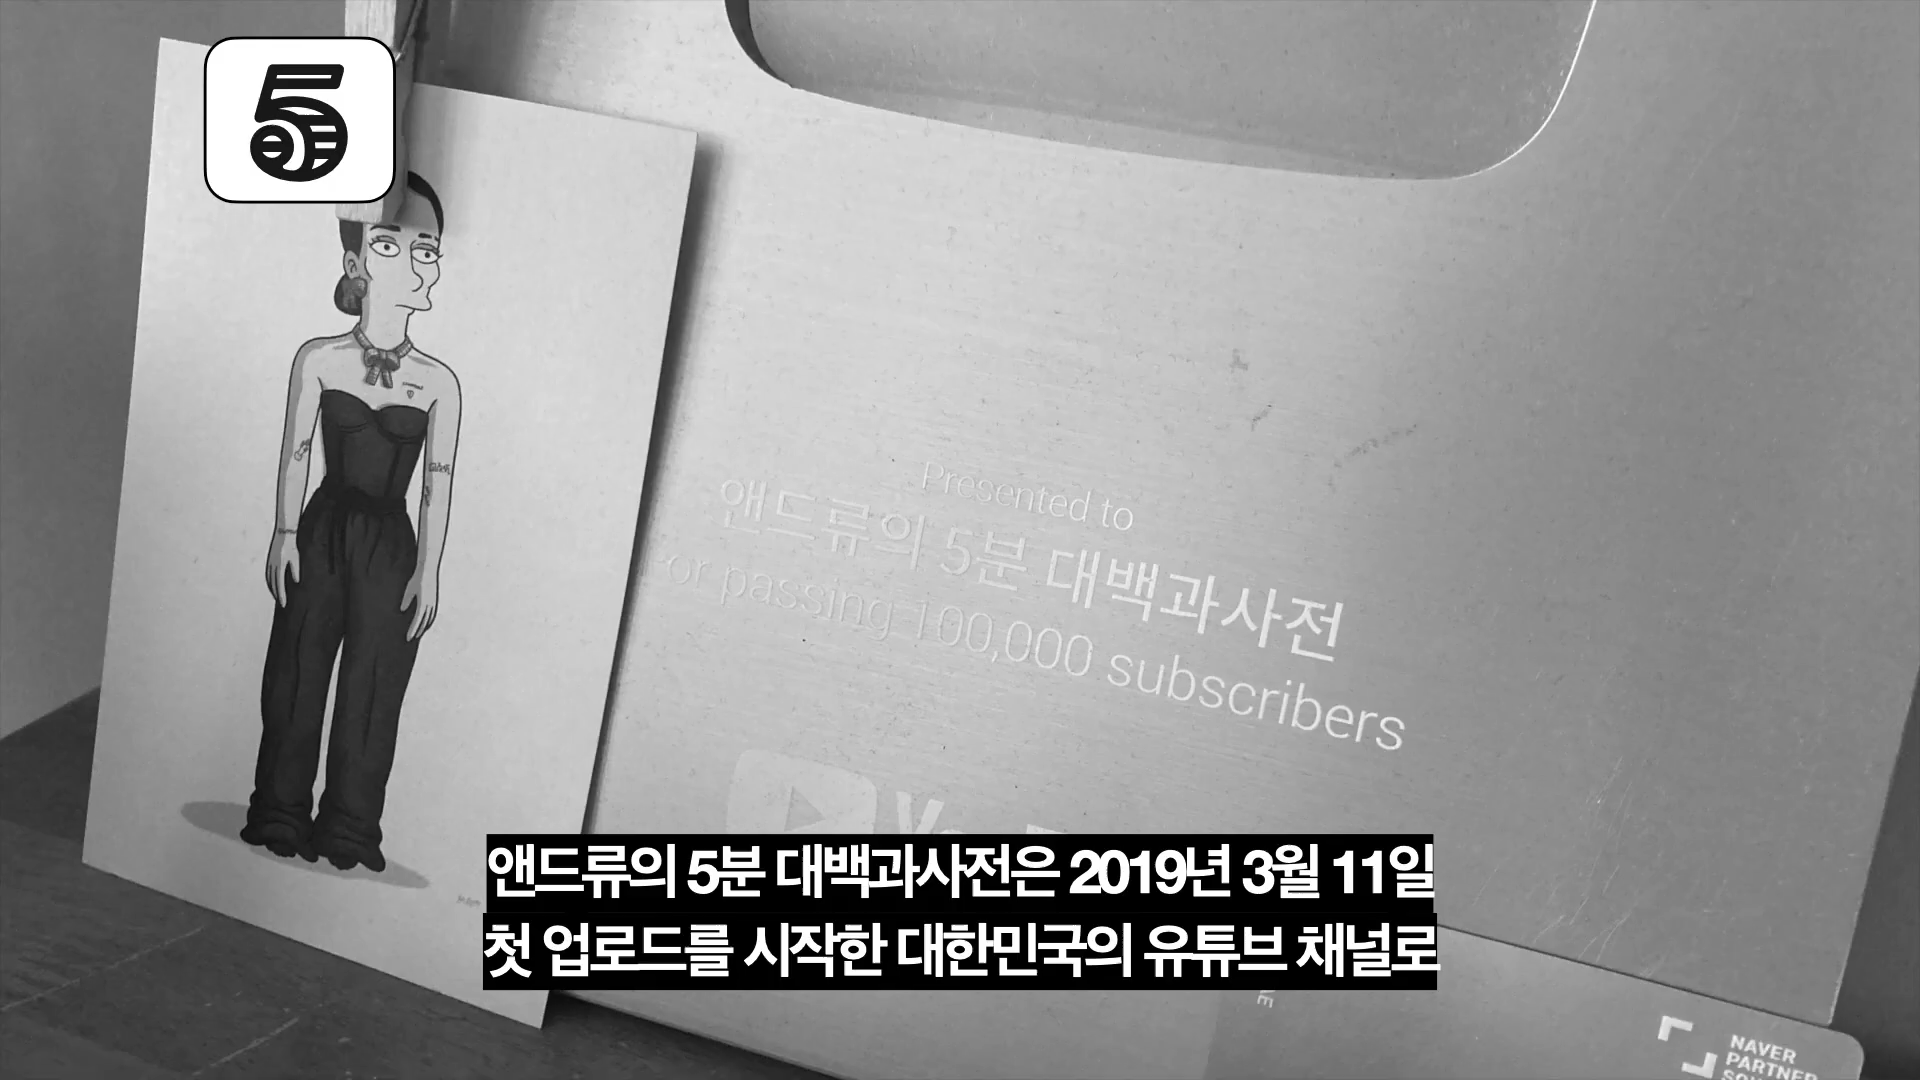 5
Presented to
앤드류의 5분 대백과사전
for passing 100,000 subscribers
앤드류의 5분 대백과사전은 2019년 3월 11일
첫 업로드를 시작한 대한민국의 유튜브 채널로
NAVER
PARTNER